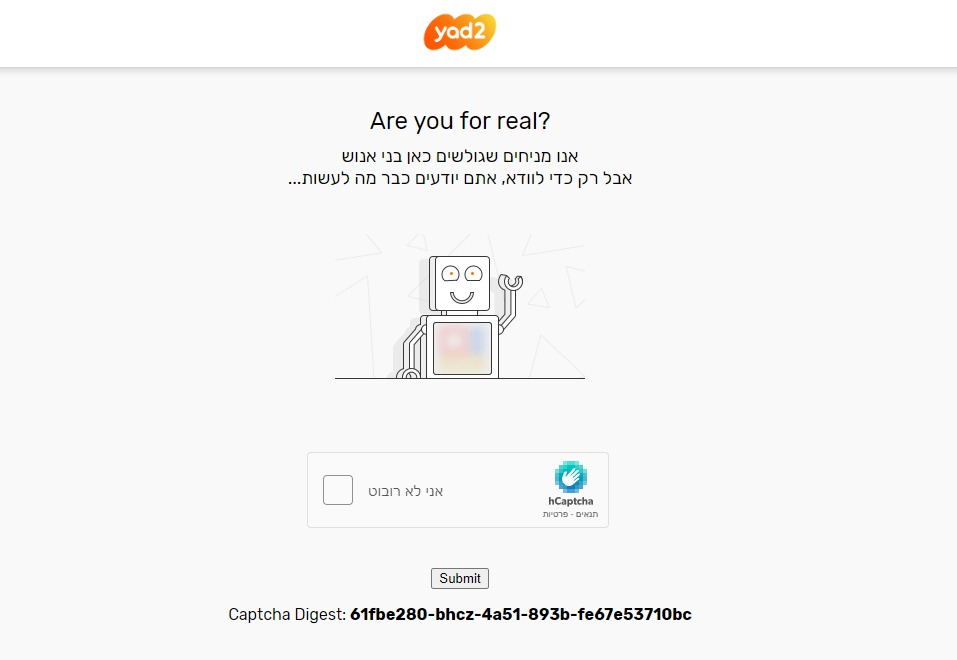 yad2
Are you for real?
אנו מניחים שגולשים כאן בני אנוש
אבל רק כדי לוודא, אתם יודעים כבר מה לעשות...
אני לא רובוט
hCaptcha
תנאים - פרטיות
Submit
Captcha Digest: 61fbe280-bhcz-4a51-893b-fe67e53710bc